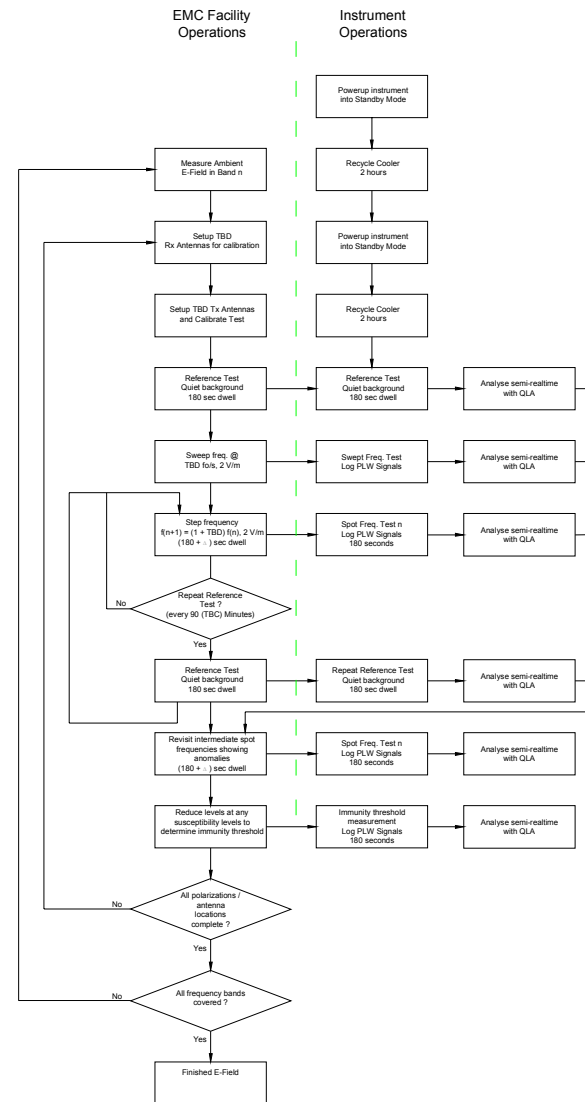 EMC Facility
Operations
Instrument
Operations
Powerup instrument
into Standby Mode
Measure Ambient
E-Field in Band n
Recycle Cooler
2 hours
Setup TBD
Rx Antennas for calibration
Powerup instrument
into Standby Mode
Setup TBD Tx Antennas
and Calibrate Test
Recycle Cooler
2 hours
Reference Test
Quiet background
180 sec dwell
Reference Test
Quiet background
180 sec dwell
Analyse semi-realtime
with QLA
Sweep freq. @
TBD fo/s, 2 V/m
Swept Freq. Test
Log PLW Signals
Analyse semi-realtime
with QLA
Step frequency
f(n+1) = (1 + TBD) f(n), 2 V/m
(180 + ) sec dwell
Spot Freq. Test n
Log PLW Signals
180 seconds
Analyse semi-realtime
with QLA
Repeat Reference
Test ?
(every 90 (TBC) Minutes)
No
Yes
Reference Test
Quiet background
180 sec dwell
Repeat Reference Test
Quiet background
180 sec dwell
Analyse semi-realtime
with QLA
Revisit intermediate spot
frequencies showing
anomalies
(180 + ) sec dwell
Spot Freq. Test n
Log PLW Signals
180 seconds
Analyse semi-realtime
with QLA
Reduce levels at any
susceptibility levels to
determine immunity threshold
Immunity threshold
measurement
Log PLW Signals
180 seconds
Analyse semi-realtime
with QLA
No
All polarizations /
antenna
locations
complete ?
Yes
No
All frequency bands
covered ?
Yes
Finished E-Field